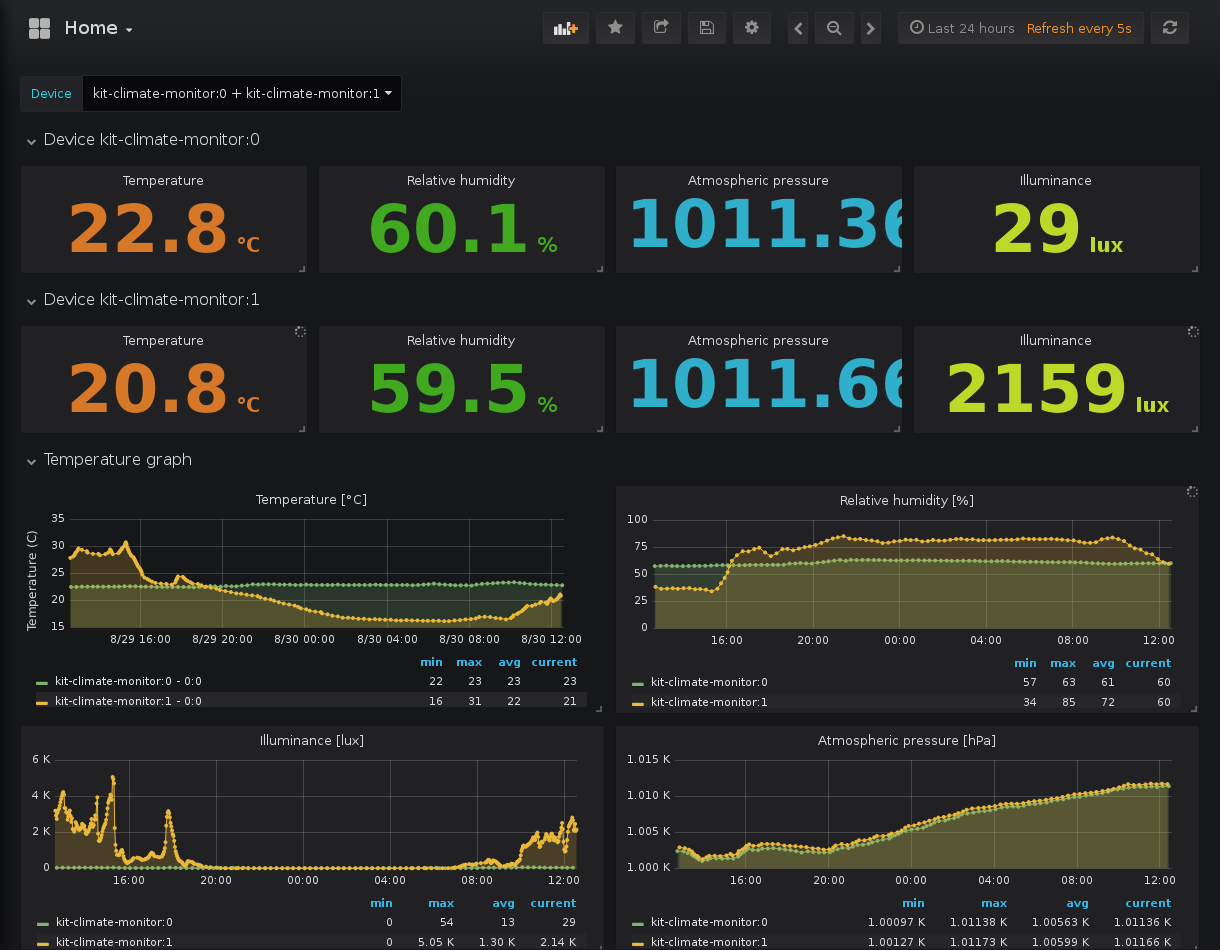 Home
Last 24 hours Refresh every 5s
Device kit-climate-monitor:0 + kit-climate-monitor:1
Device kit-climate-monitor:0
Temperature Relative humidity Atmospheric pressure Illuminance
22.8 °C 60.1 % 1011.36 29 lux
Device kit-climate-monitor:1
Temperature Relative humidity Atmospheric pressure Illuminance
20.8 °C 59.5 % 1011.66 2159 lux
Temperature graph
Temperature [°C]
Temperature (C)
35
30
25
20
15
8/29 16:00 8/29 20:00 8/30 00:00 8/30 04:00 8/30 08:00 8/30 12:00
min max avg current
kit-climate-monitor:0 - 0:0 22 23 23 23
kit-climate-monitor:1 - 0:0 16 31 22 21
Relative humidity [%]
100
75
50
25
0
16:00 20:00 00:00 04:00 08:00 12:00
min max avg current
kit-climate-monitor:0 57 63 61 60
kit-climate-monitor:1 34 85 72 60
Illuminance [lux]
6 K
4 K
2 K
0
16:00 20:00 00:00 04:00 08:00 12:00
min max avg current
kit-climate-monitor:0 0 54 13 29
kit-climate-monitor:1 0 5.05 K 1.30 K 2.14 K
Atmospheric pressure [hPa]
1.015 K
1.010 K
1.005 K
1.000 K
16:00 20:00 00:00 04:00 08:00 12:00
min max avg current
kit-climate-monitor:0 1.00097 K 1.01138 K 1.00563 K 1.01136 K
kit-climate-monitor:1 1.00127 K 1.01173 K 1.00599 K 1.01166 K